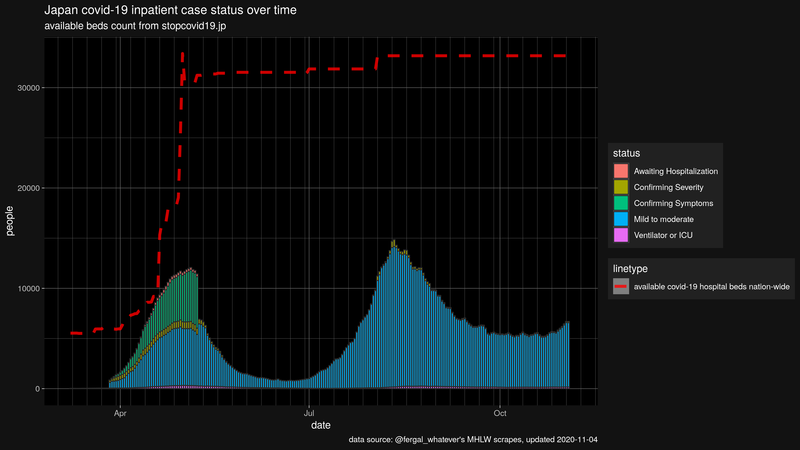 Japan covid-19 inpatient case status over time
available beds count from stopcovid19.jp
30000
20000
10000
0
people
Apr
Jul
Oct
date
status
Awaiting Hospitalization
Confirming Severity
Confirming Symptoms
Mild to moderate
Ventilator or ICU
linetype
available covid-19 hospital beds nation-wide
data source: @fergal_whatever's MHLW scrapes, updated 2020-11-04